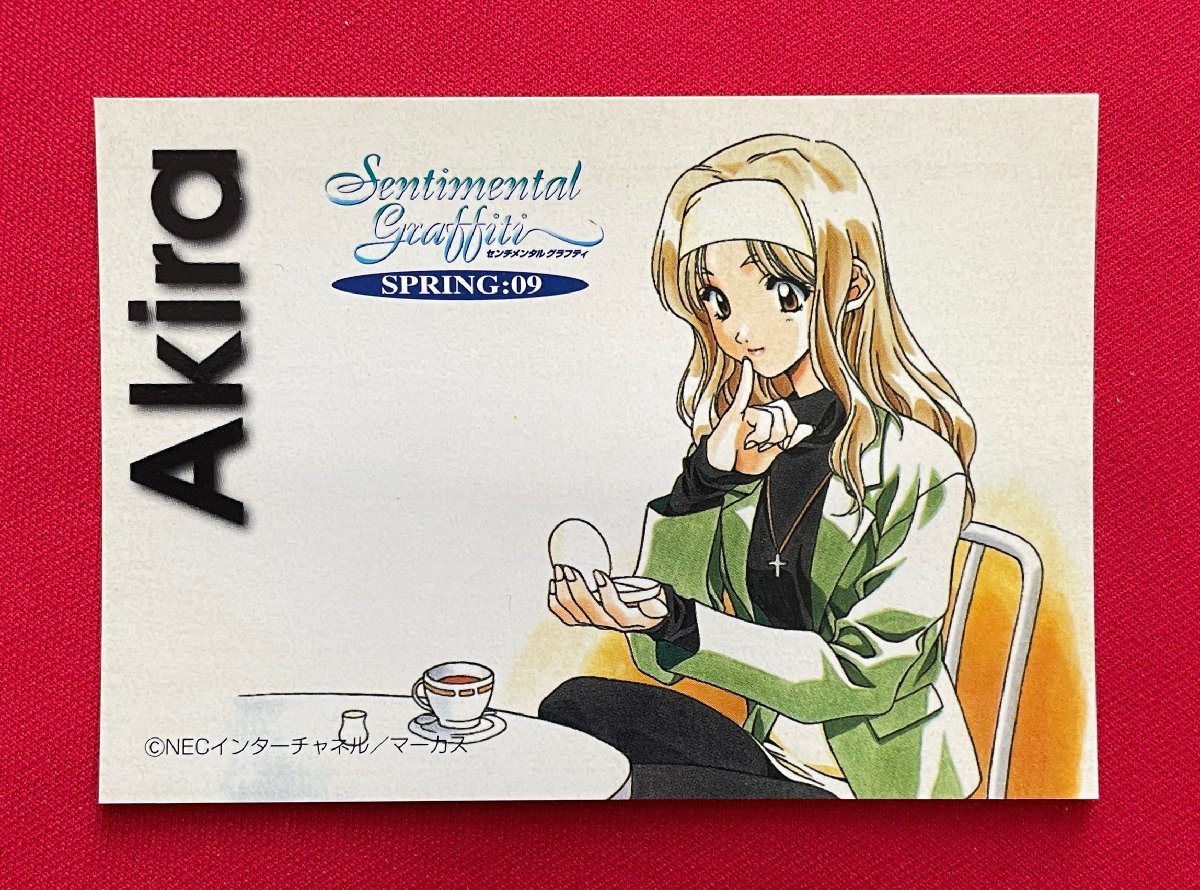 Akira
Sentimental
Graffiti
センチメンタル グラフティ
SPRING:09
©NECインターチャネル／マーカス